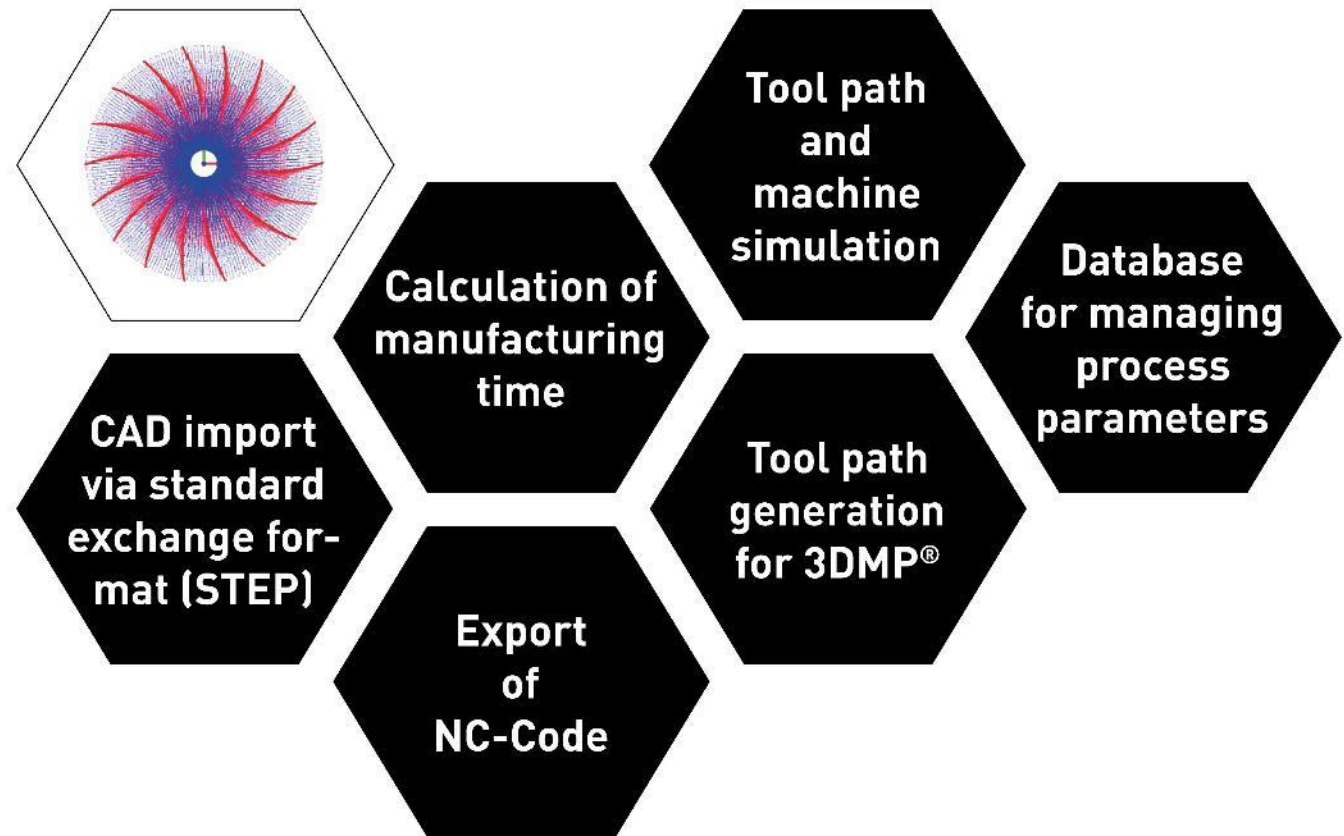 Tool path
and
machine
simulation
Calculation of
manufacturing
time
Database
for managing
process
parameters
CAD import
via standard
exchange for-
mat (STEP)
Tool path
generation
for 3DMP®
Export
of
NC-Code